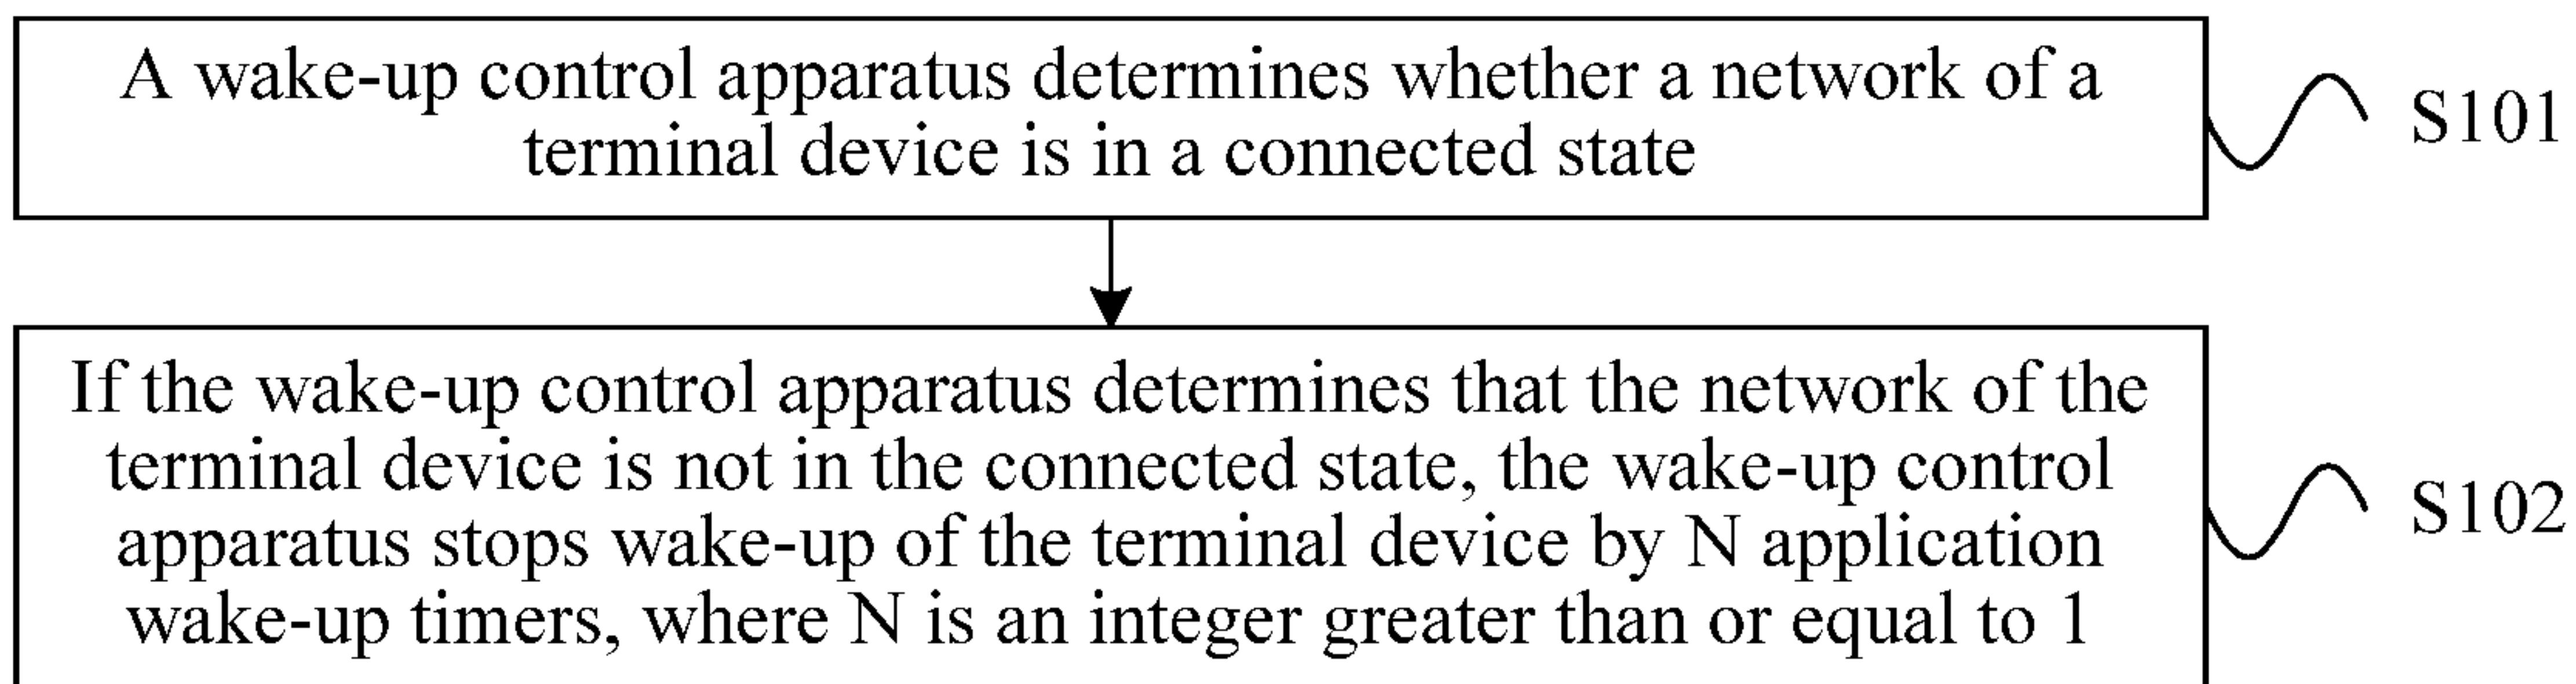 A wake-up control apparatus determines whether a network of a
terminal device is in a connected state
S101
If the wake-up control apparatus determines that the network of the
terminal device is not in the connected state, the wake-up control
apparatus stops wake-up of the terminal device by N application
wake-up timers, where N is an integer greater than or equal to 1
S102